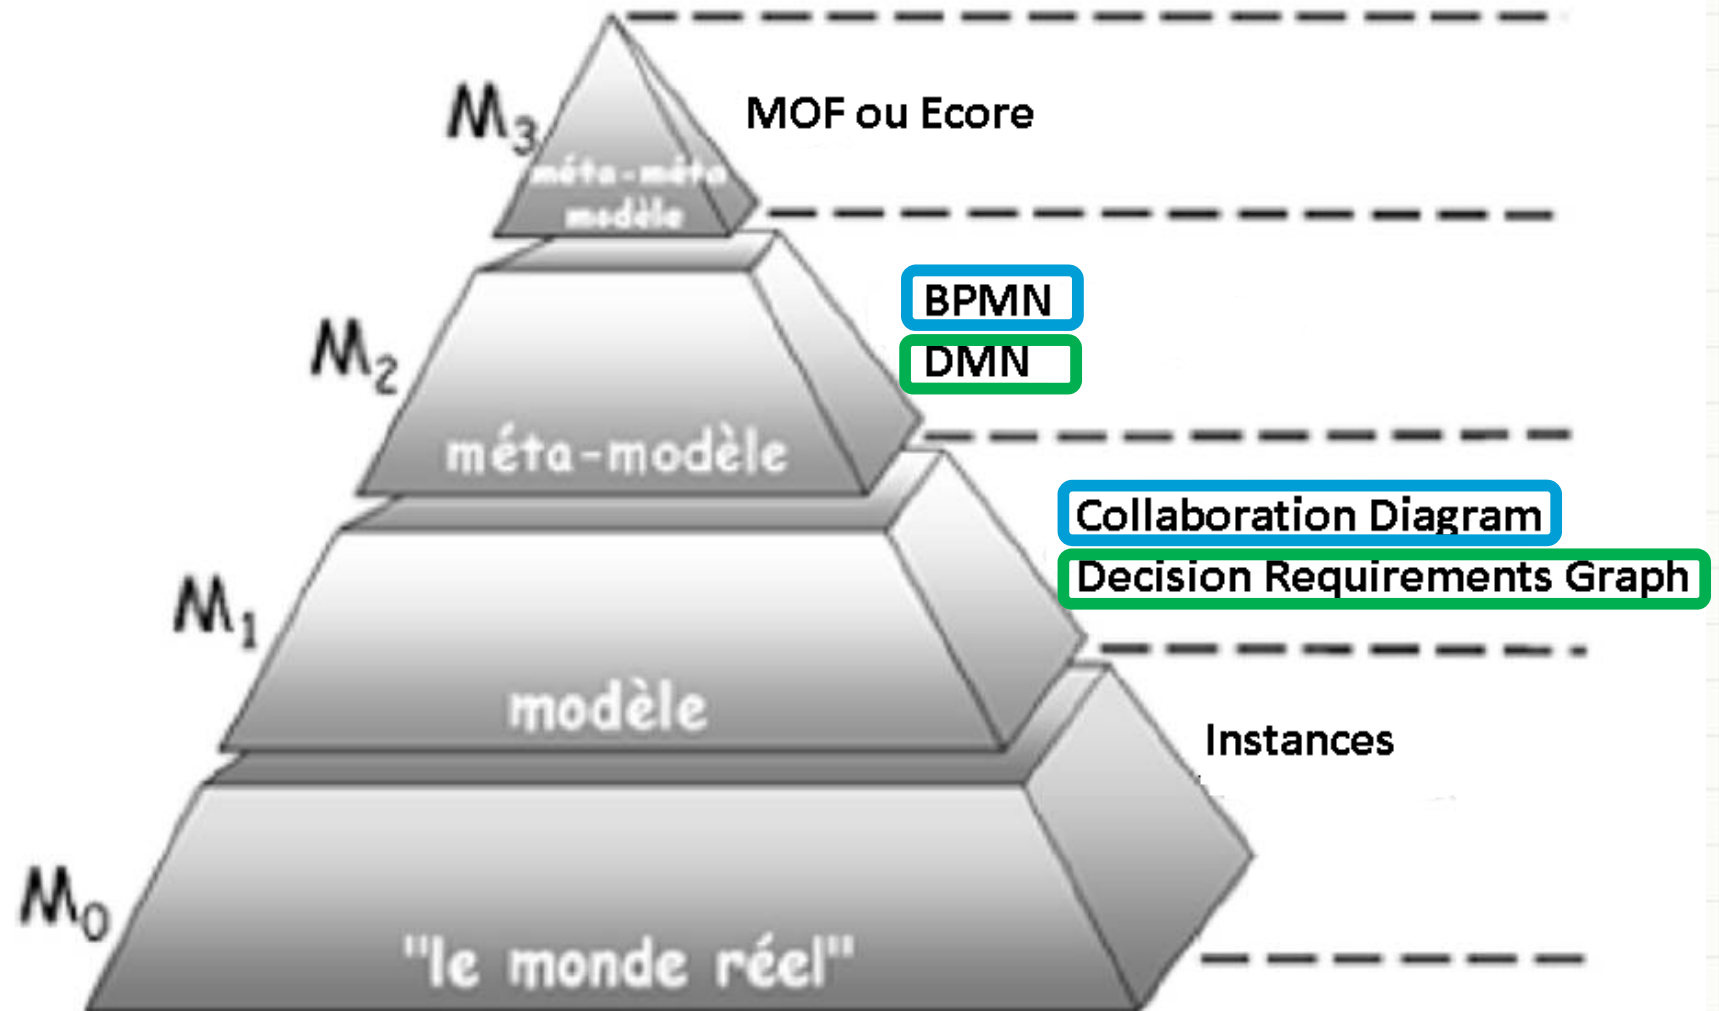 M3
méta-méta
modèle
MOF ou Ecore
M2
méta-modèle
BPMN
DMN
M1
modèle
Collaboration Diagram
Decision Requirements Graph
M0
"le monde réel"
Instances